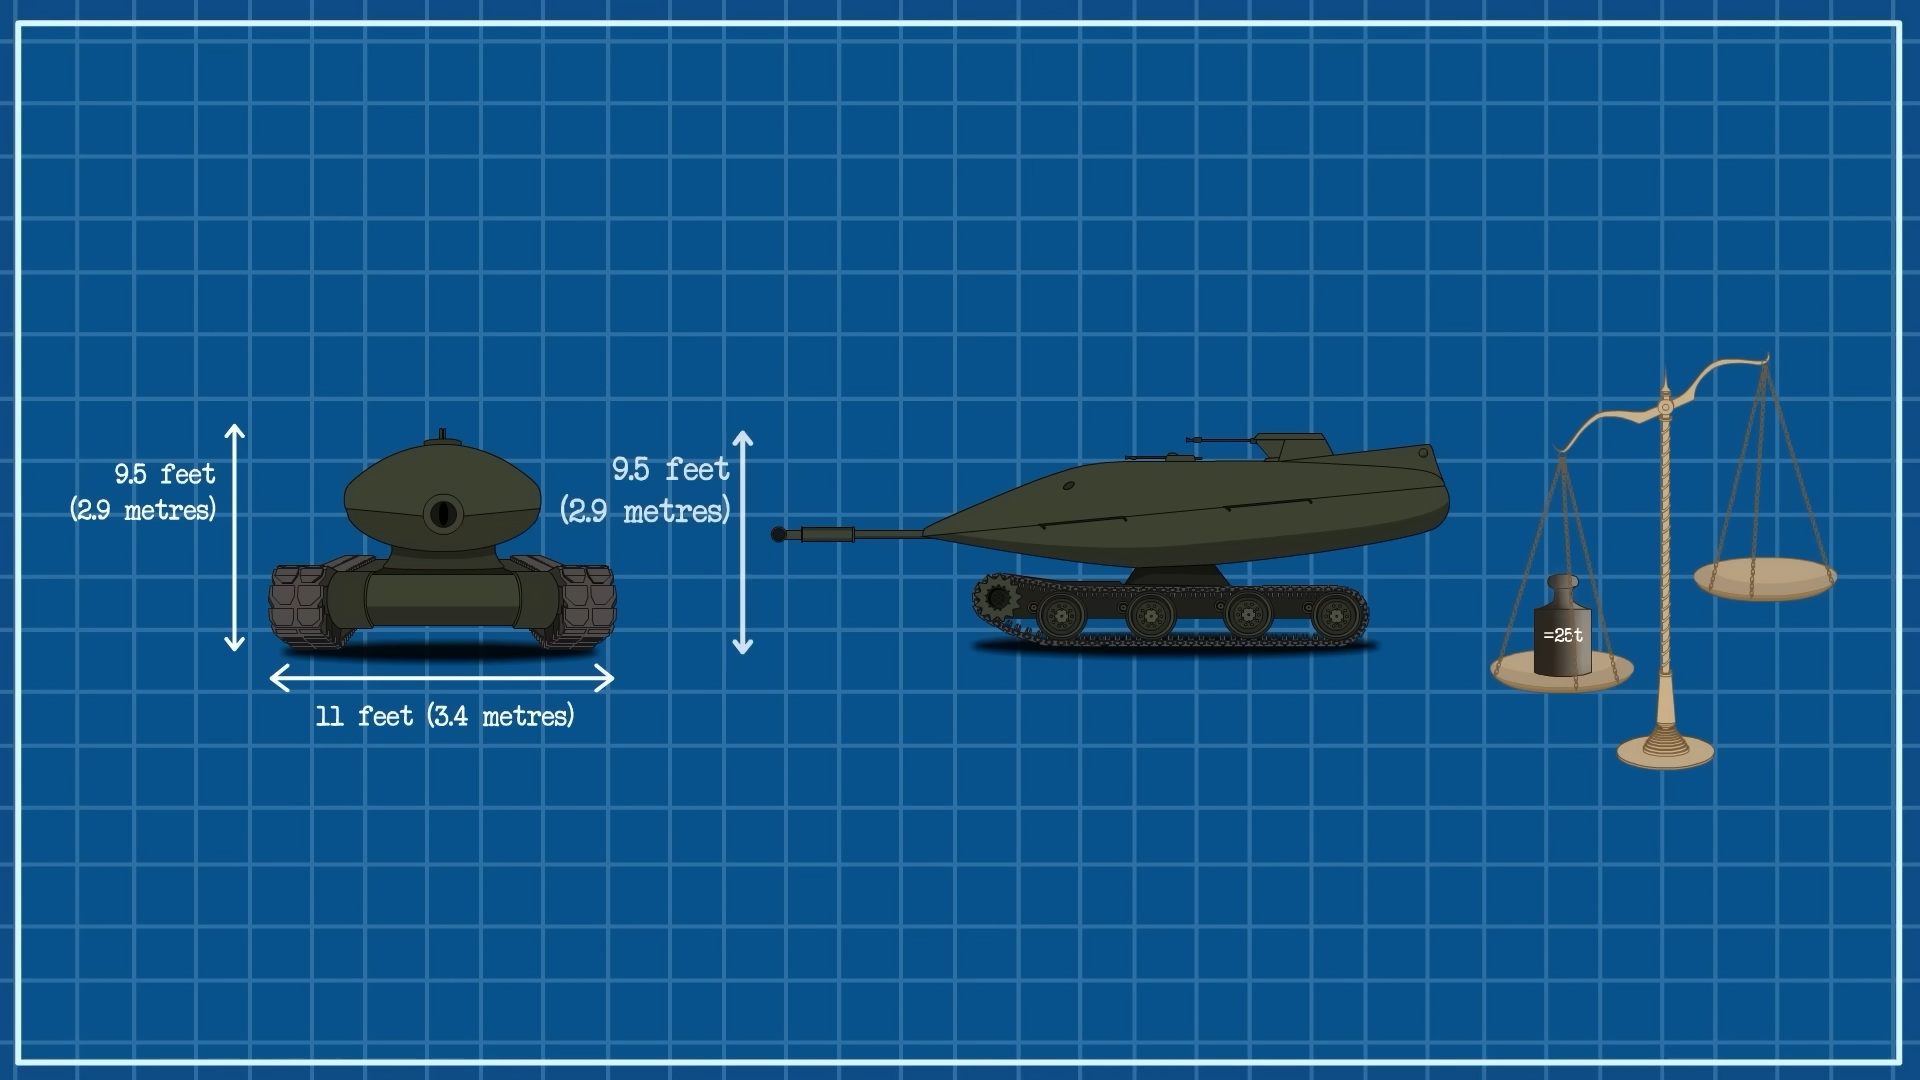 9.5 feet
(2.9 metres)
11 feet (3.4 metres)
9.5 feet
(2.9 metres)
=25t